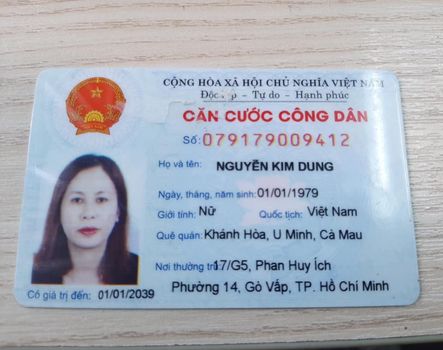 CỘNG HÒA XÃ HỘI CHỦ NGHĨA VIỆT NAM
Độc lập - Tự do - Hạnh phúc
CĂN CƯỚC CÔNG DÂN
Số: 079179009412
Họ và tên: NGUYỄN KIM DUNG
Ngày, tháng, năm sinh: 01/01/1979
Giới tính: Nữ Quốc tịch: Việt Nam
Quê quán: Khánh Hòa, U Minh, Cà Mau
Nơi thường trú: 17/G5, Phan Huy Ích
Phường 14, Gò Vấp, TP. Hồ Chí Minh
Có giá trị đến: 01/01/2039